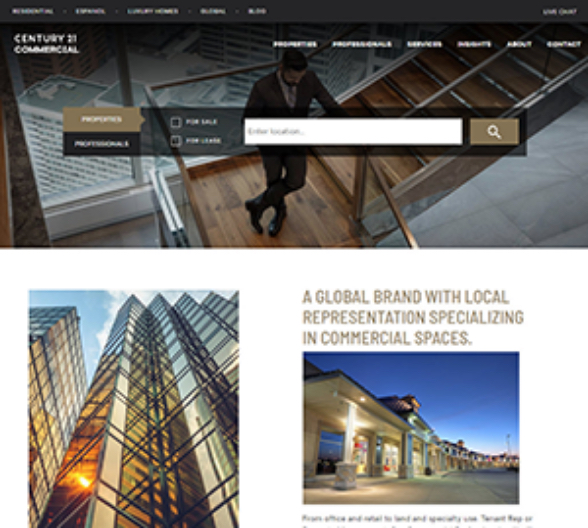 RESIDENTIAL • ESPANOL • LUXURY HOMES • GLOBAL • BLOG LIVE CHAT
CENTURY 21
COMMERCIAL
PROPERTIES PROFESSIONALS SERVICES INSIGHTS ABOUT CONTACT
PROPERTIES
PROFESSIONALS
FOR SALE
FOR LEASE
Enter location...
A GLOBAL BRAND WITH LOCAL
REPRESENTATION SPECIALIZING
IN COMMERCIAL SPACES.
From office and retail to land and specialty use. Tenant Rep or